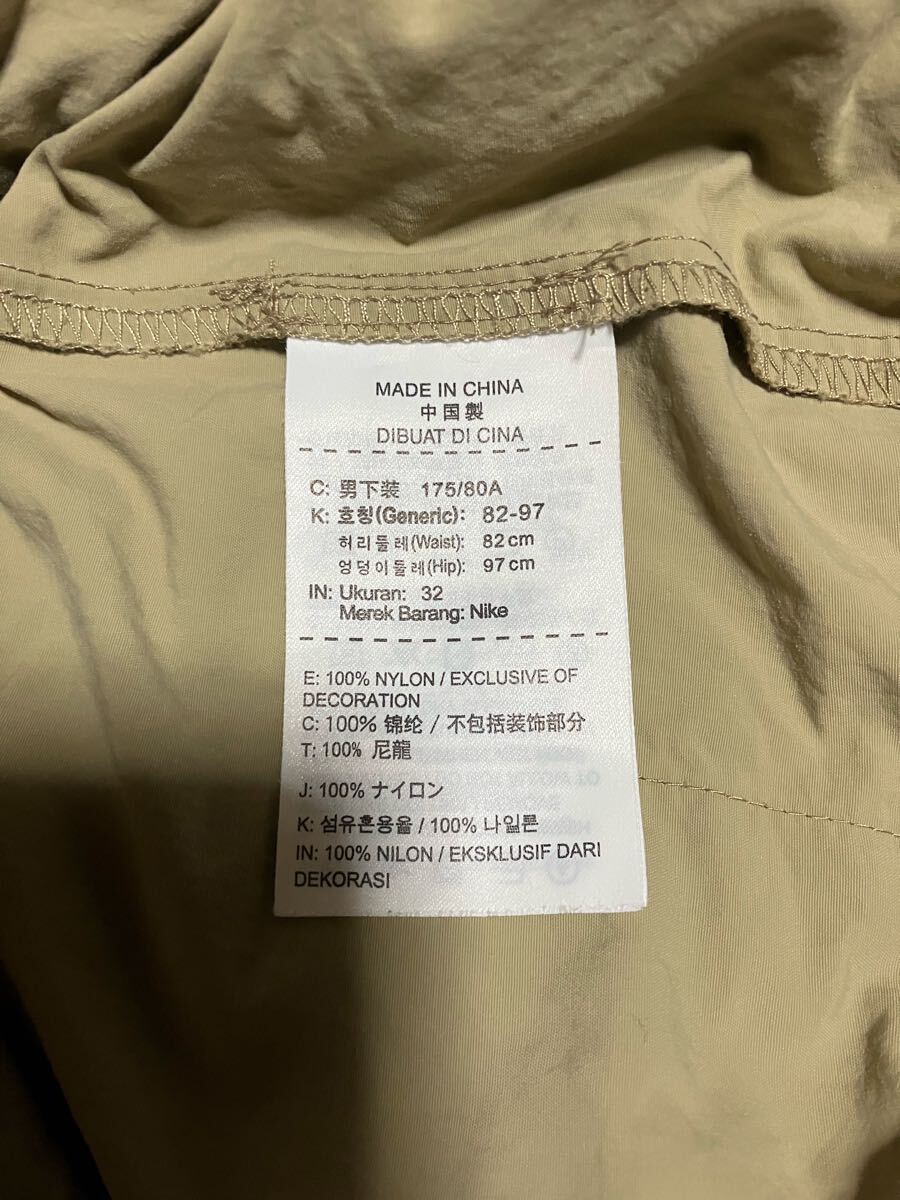 MADE IN CHINA
中国製
DIBUAT DI CINA
C: 男下装 175/80A
K: 호칭(Generic): 82-97
허리둘레(Waist): 82cm
엉덩이둘레(Hip): 97cm
IN: Ukuran: 32
Merek Barang: Nike
E: 100% NYLON / EXCLUSIVE OF
DECORATION
C: 100% 锦纶 / 不包括装饰部分
T: 100% 尼龍
J: 100% ナイロン
K: 섬유혼용율 / 100% 나일론
IN: 100% NILON / EKSKLUSIF DARI
DEKORASI